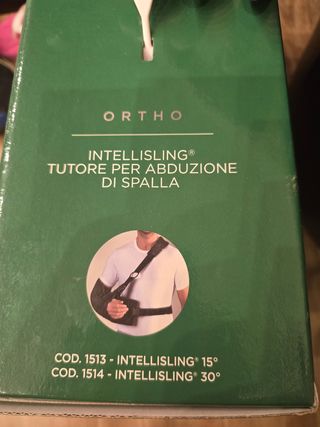 ORTHO
INTELLISLING®
TUTORE PER ABDUZIONE
DI SPALLA
COD. 1513 - INTELLISLING® 15°
COD. 1514 - INTELLISLING® 30°